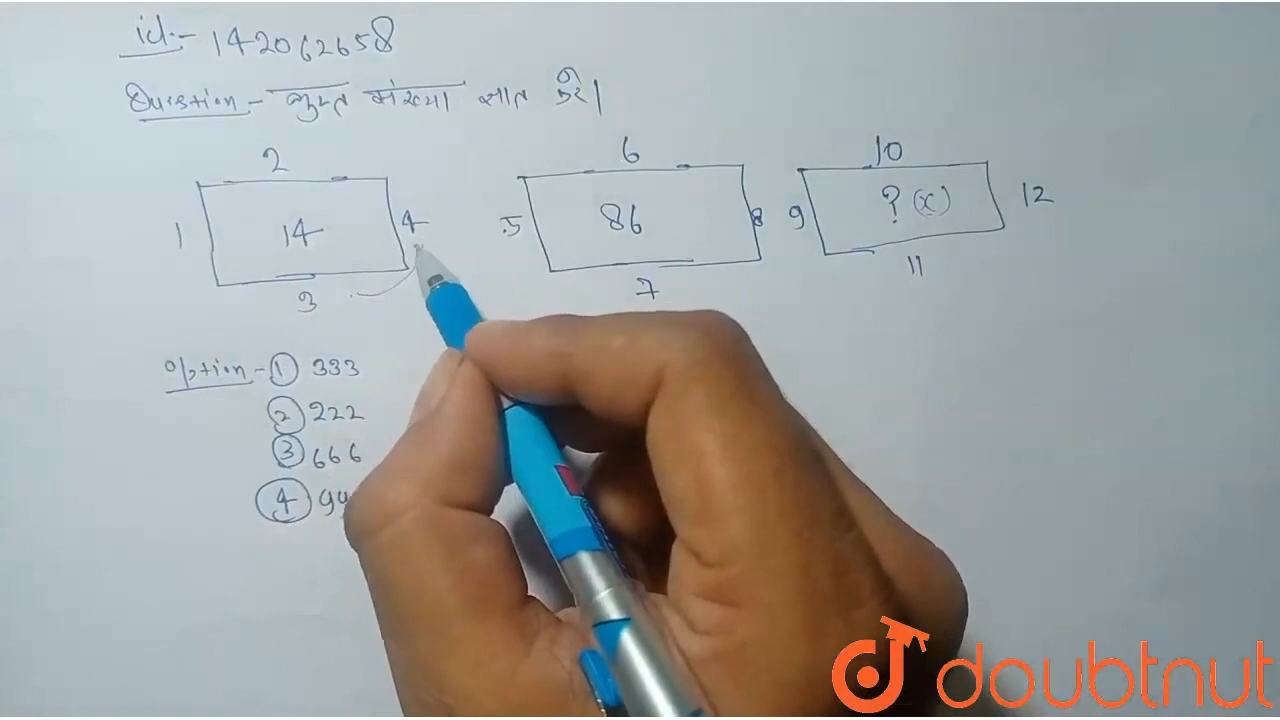 id:- 142062658
Question - लुप्त संख्या ज्ञात करें।
2 6 10
1 14 4 5 86 8 9 ? (x) 12
3 7 11
Option - ① 333
② 222
③ 666
④
doubtnut